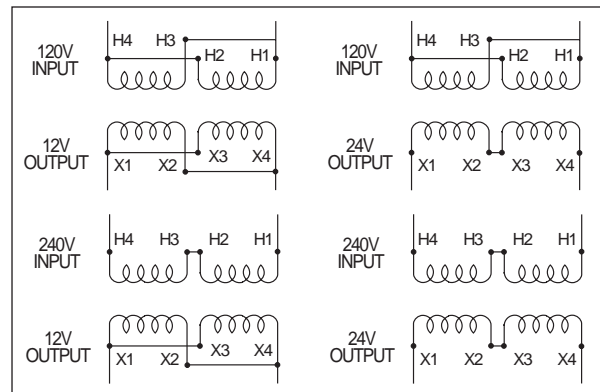 120V INPUT H4 H3 H2 H1
12V OUTPUT X1 X2 X3 X4
120V INPUT H4 H3 H2 H1
24V OUTPUT X1 X2 X3 X4
240V INPUT H4 H3 H2 H1
12V OUTPUT X1 X2 X3 X4
240V INPUT H4 H3 H2 H1
24V OUTPUT X1 X2 X3 X4